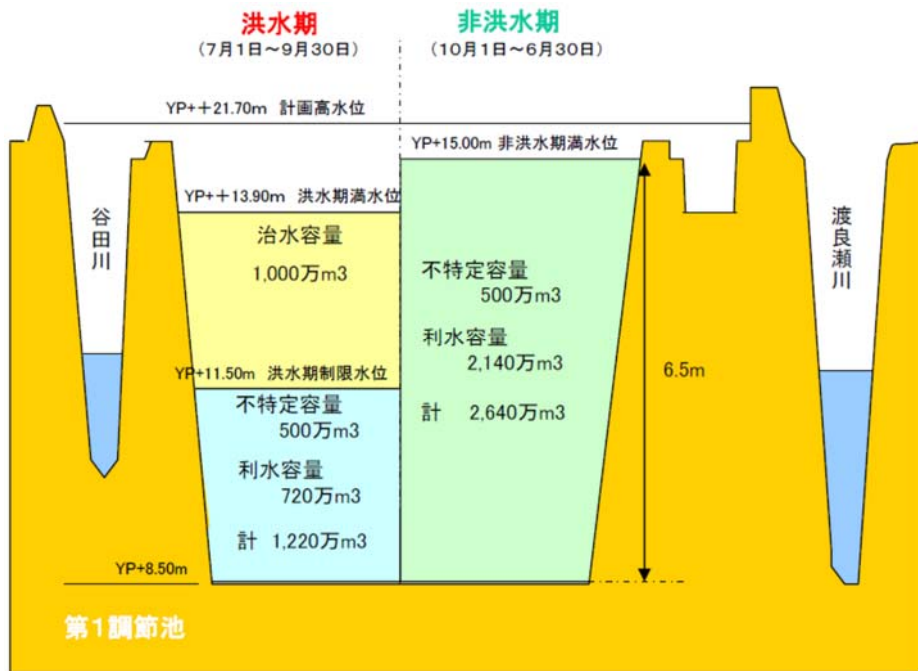 洪水期
（7月1日～9月30日）
非洪水期
（10月1日～6月30日）
YP+＋21.70m 計画高水位
YP+15.00m 非洪水期満水位
YP+＋13.90m 洪水期満水位
谷田川
渡良瀬川
治水容量
1,000万m3
不特定容量
500万m3
利水容量
2,140万m3
計 2,640万m3
6.5m
YP+11.50m 洪水期制限水位
不特定容量
500万m3
利水容量
720万m3
計 1,220万m3
YP+8.50m
第1調節池